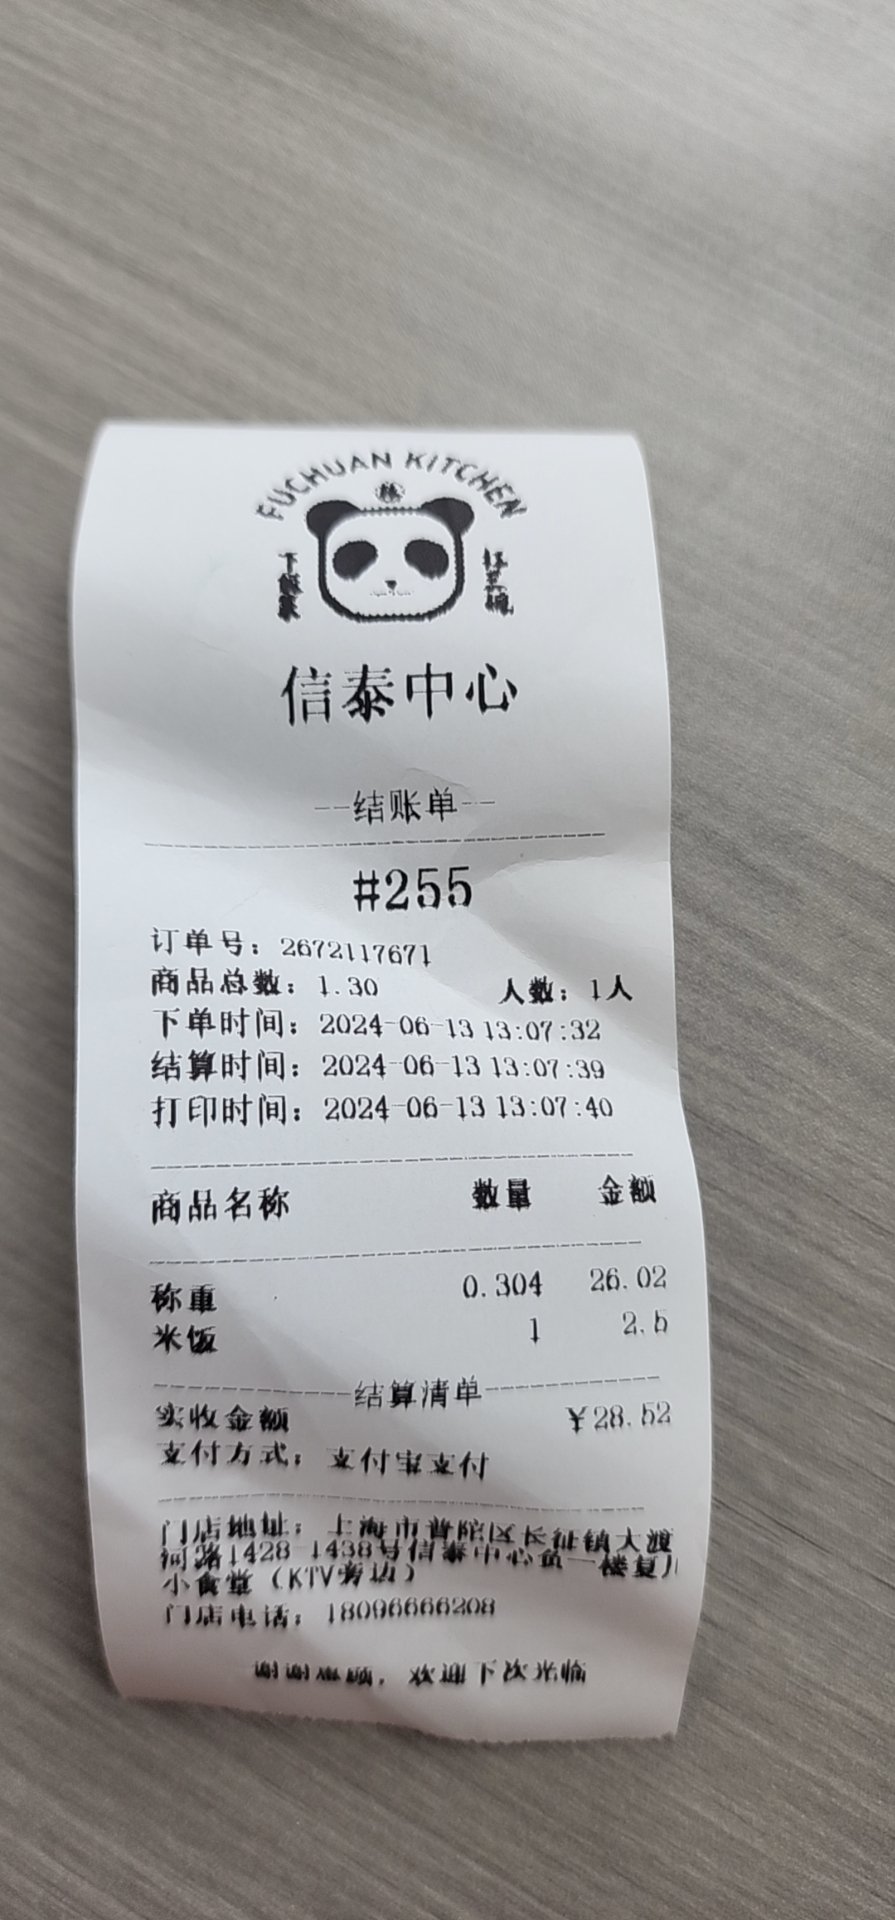 FUCHUAN KITCHEN
下饭菜
信泰中心
--结账单--
#255
订单号：2672117671
商品总数：1.30 人数：1人
下单时间：2024-06-13 13:07:32
结算时间：2024-06-13 13:07:39
打印时间：2024-06-13 13:07:40
商品名称 数量 金额
称重 0.304 26.02
米饭 1 2.5
结算清单
实收金额 ¥28.52
支付方式：支付宝支付
门店地址：上海市普陀区长征镇大渡
河路1428-1438号信泰中心负一楼复川
小食堂（KTV旁边）
门店电话：18096666208
谢谢惠顾，欢迎下次光临